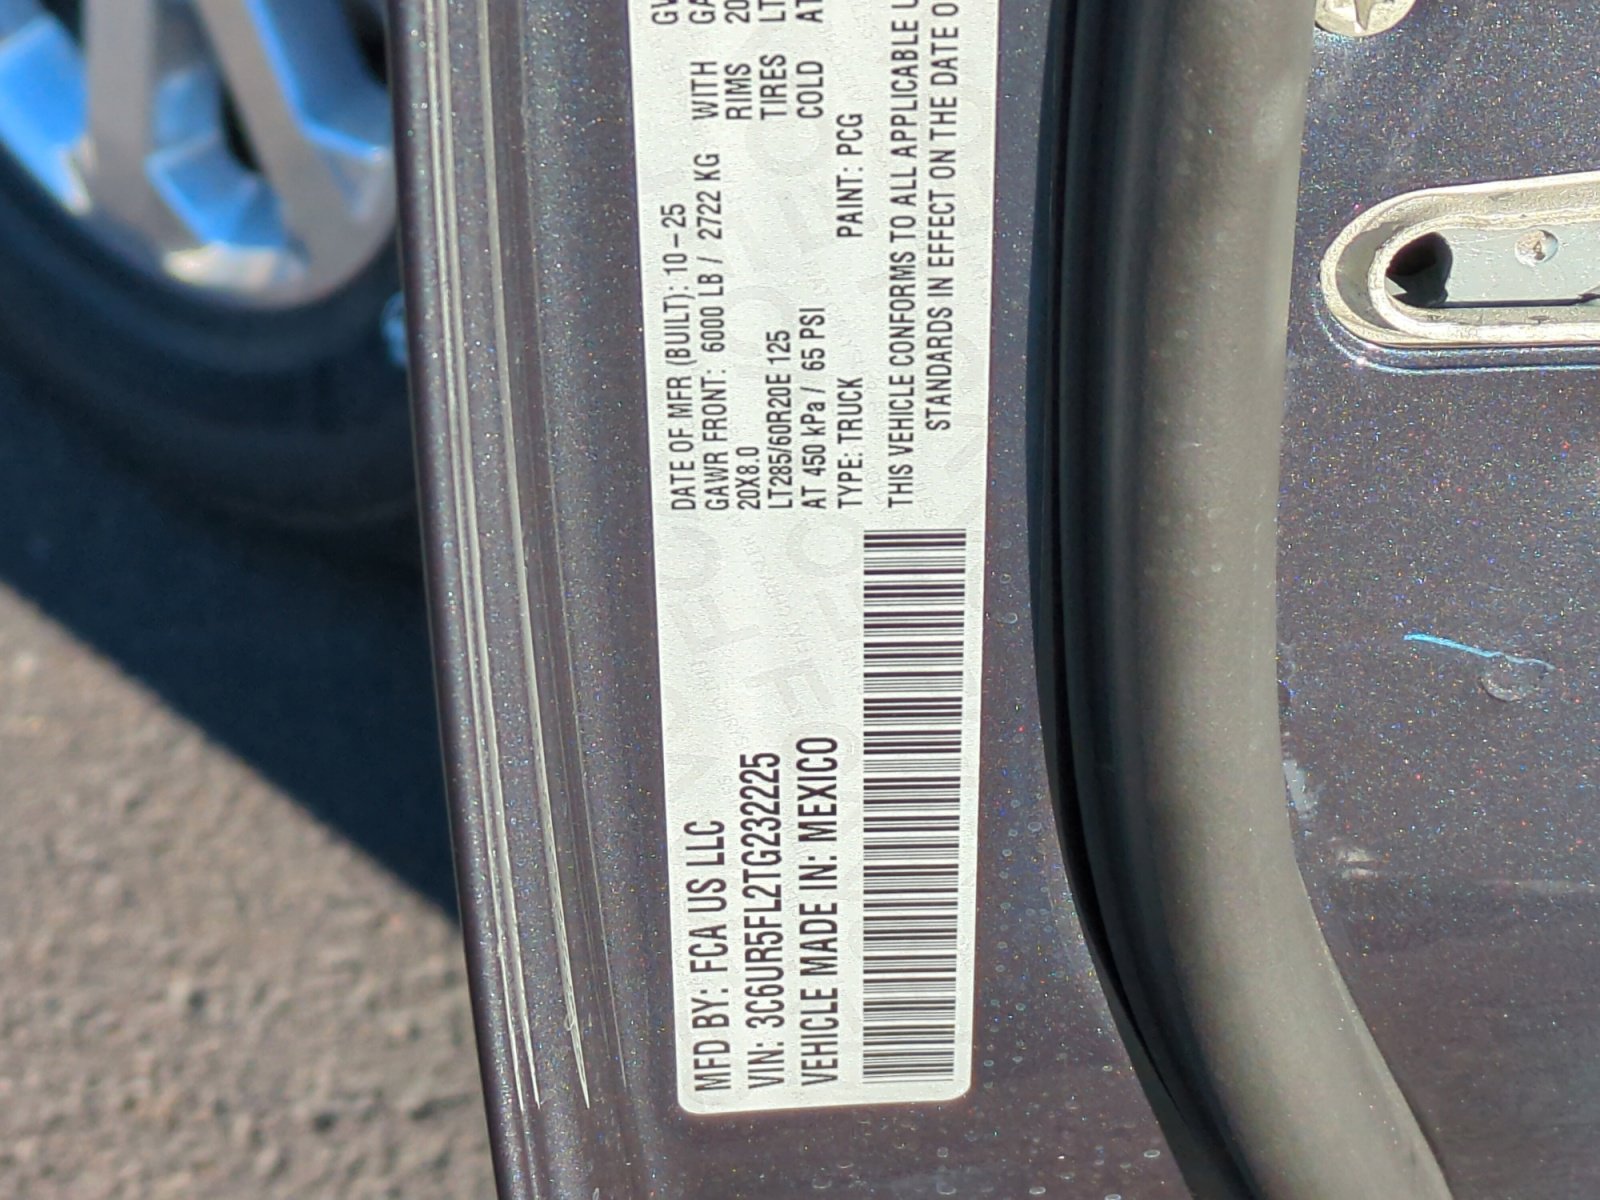 MFD BY: FCA US LLC
VIN: 3C6UR5FL2TG232225
VEHICLE MADE IN: MEXICO
DATE OF MFR (BUILT): 10-25
GAWR FRONT: 6000 LB / 2722 KG WITH
20X8.0 RIMS
LT285/60R20E 125 TIRES LT
AT 450 kPa / 65 PSI COLD AT
TYPE: TRUCK PAINT: PCG
THIS VEHICLE CONFORMS TO ALL APPLICABLE
STANDARDS IN EFFECT ON THE DATE